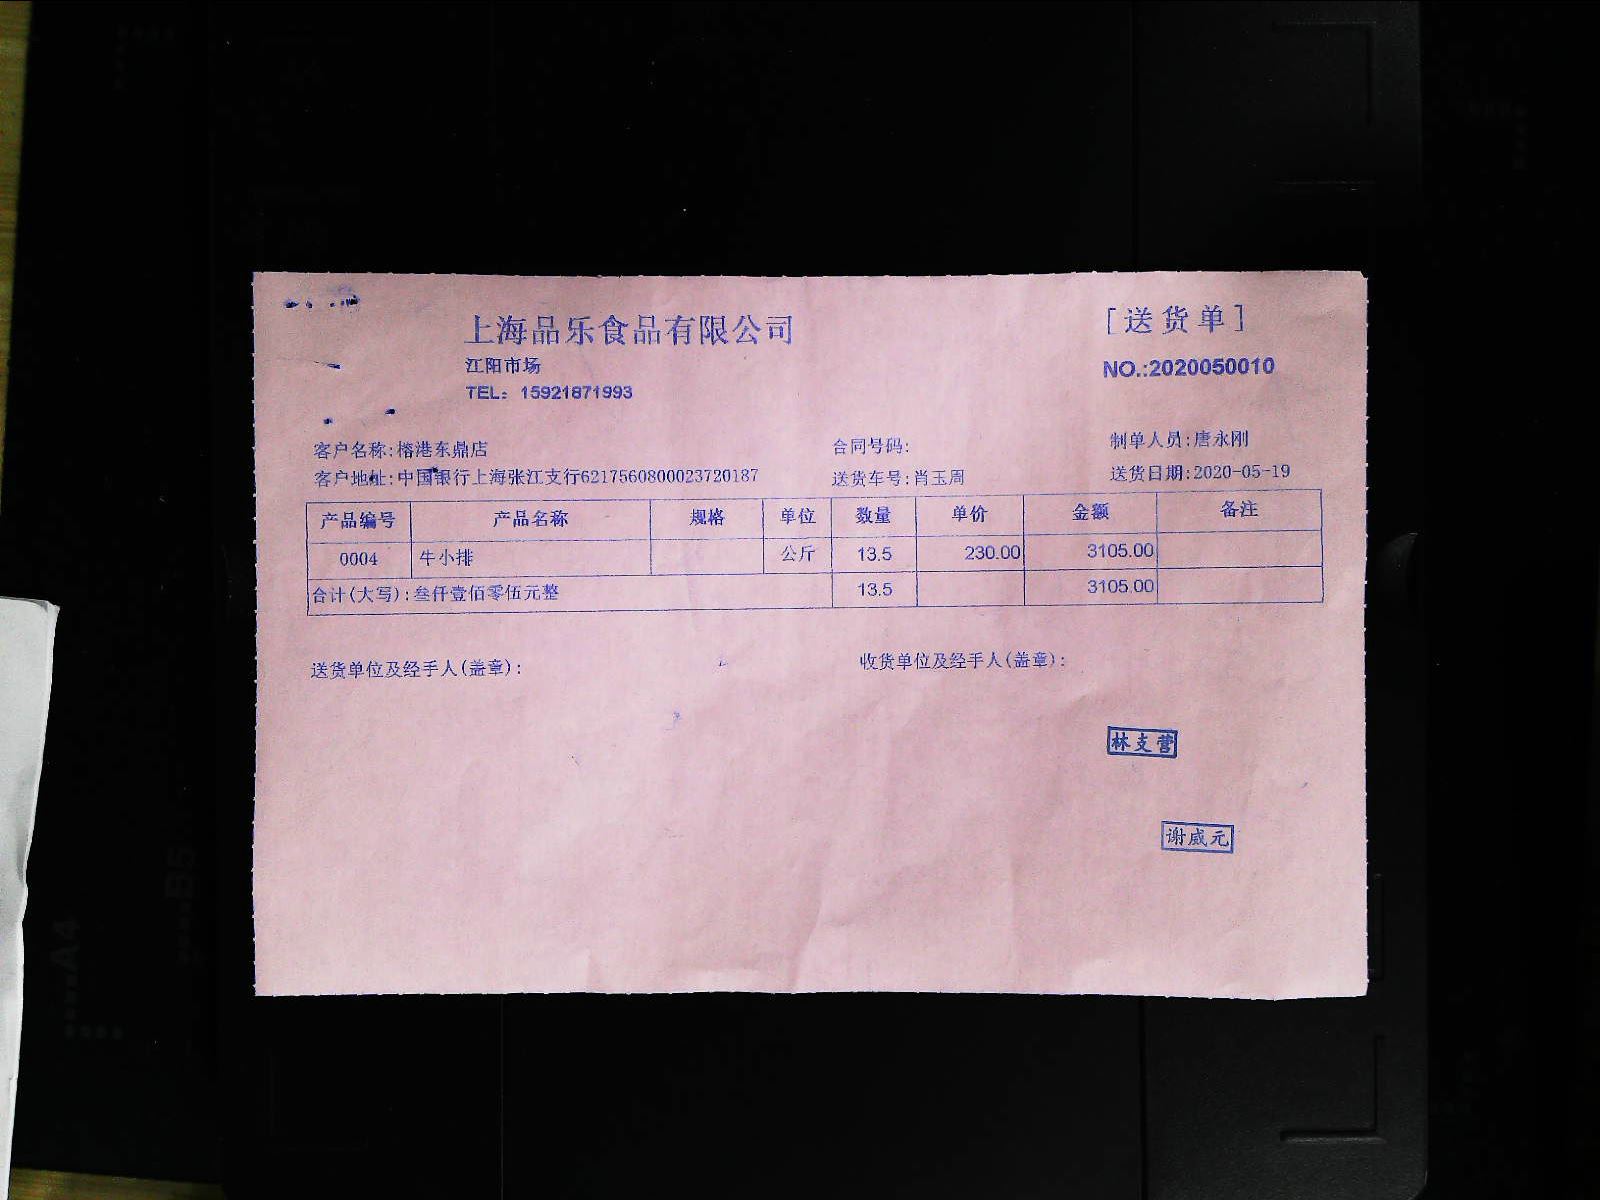 上海品乐食品有限公司
[送货单]
江阳市场
NO.:2020050010
TEL: 15921871993
客户名称:榕港东鼎店
合同号码:
制单人员:唐永刚
客户地址:中国银行上海张江支行6217560800023720187
送货车号:肖玉周
送货日期:2020-05-19
产品编号 产品名称 规格 单位 数量 单价 金额 备注
0004 牛小排 公斤 13.5 230.00 3105.00
合计(大写):叁仟壹佰零伍元整 13.5 3105.00
送货单位及经手人(盖章):
收货单位及经手人(盖章):
林支营
谢威元
B5
A4